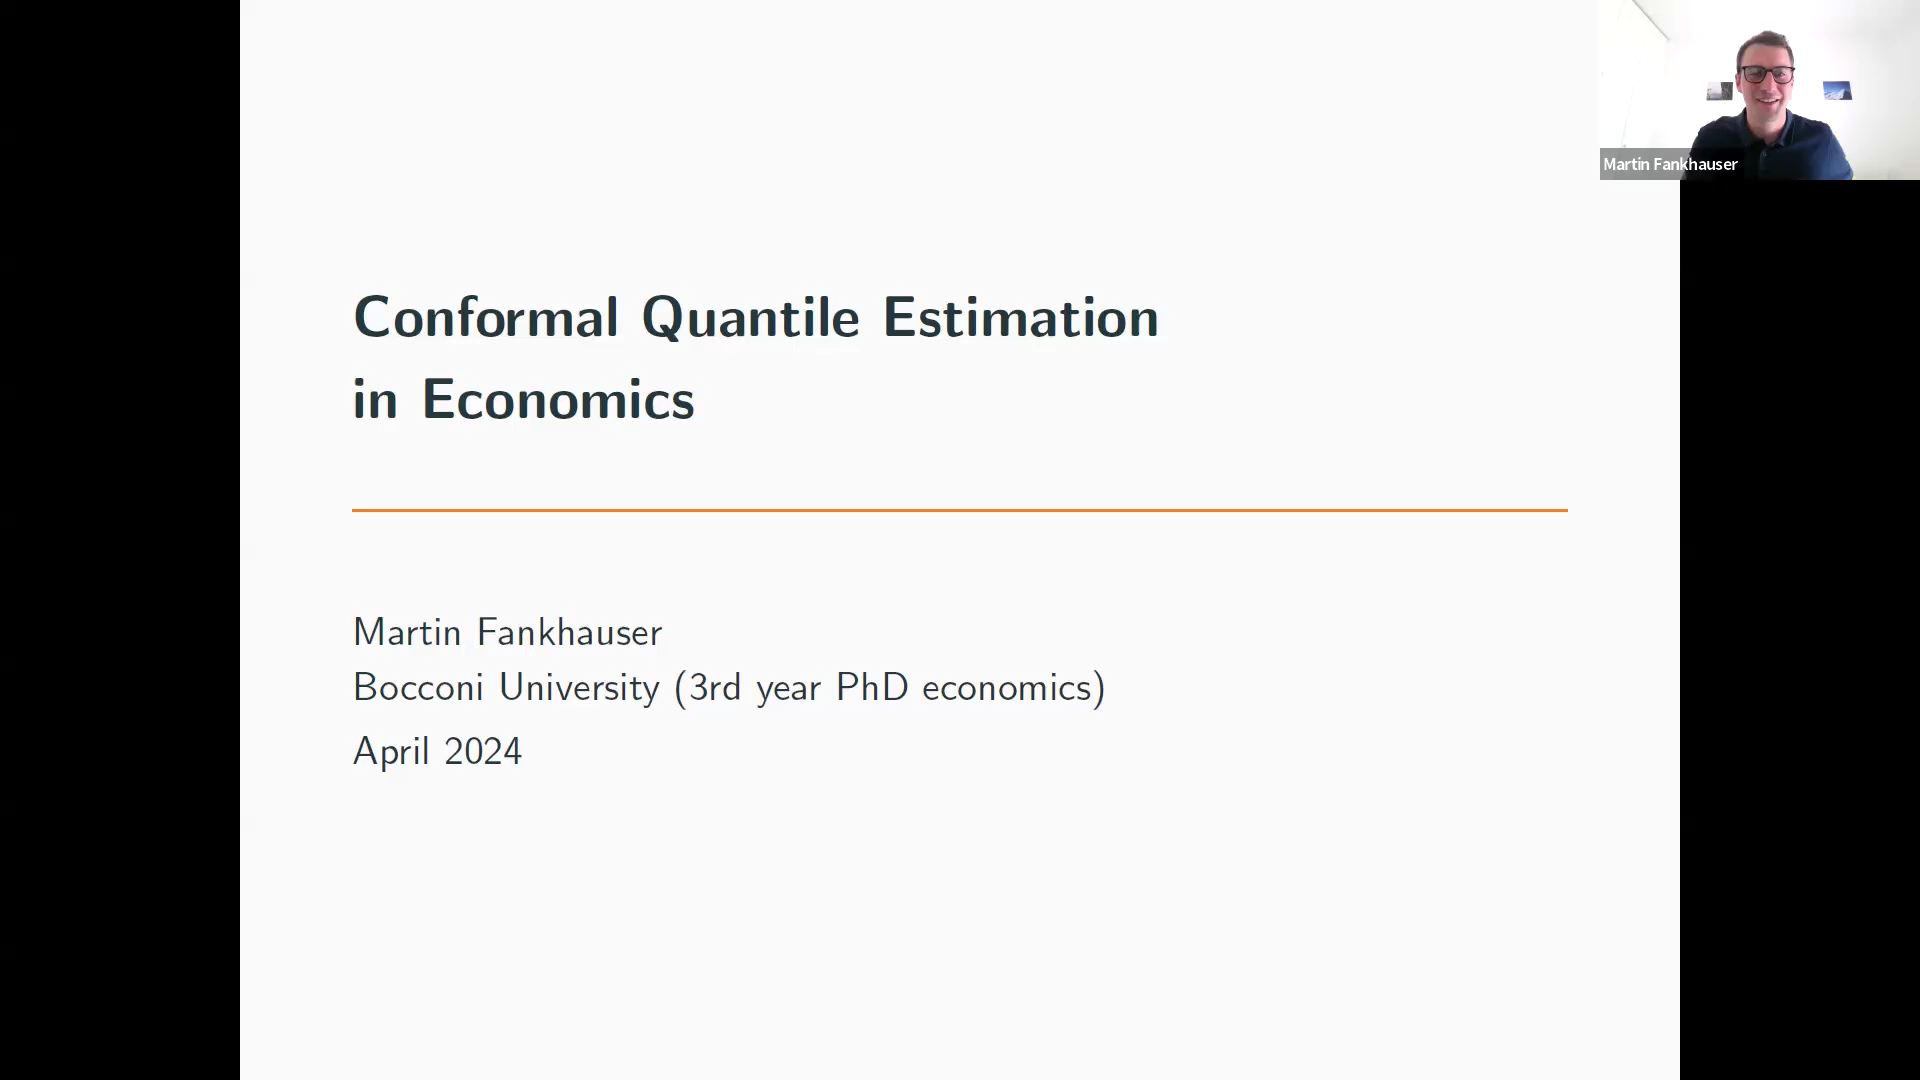 Martin Fankhauser
Conformal Quantile Estimation
in Economics
Martin Fankhauser
Bocconi University (3rd year PhD economics)
April 2024